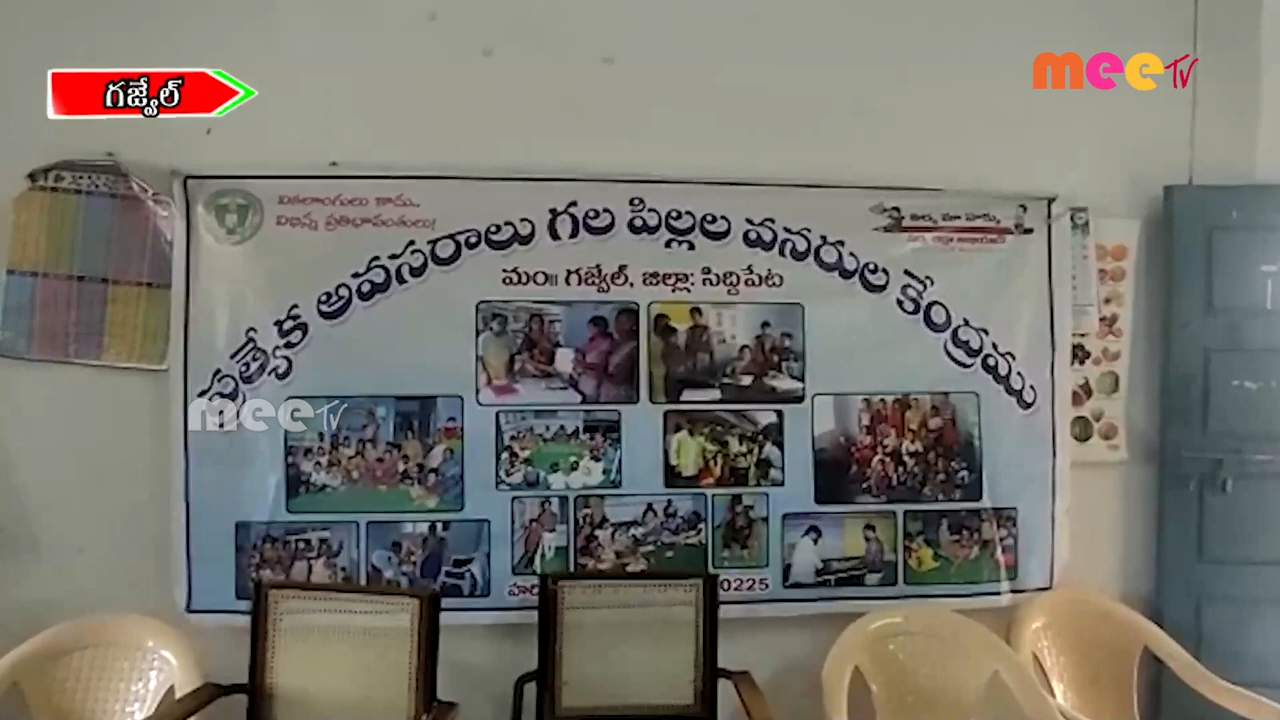 గజ్వేల్
meeTV
వికలాంగులు కాదు..
విభిన్న ప్రతిభావంతులు!
ప్రత్యేక అవసరాలు గల పిల్లల వనరుల కేంద్రము
మం॥ గజ్వేల్, జిల్లా: సిద్దిపేట
meeTV
0225